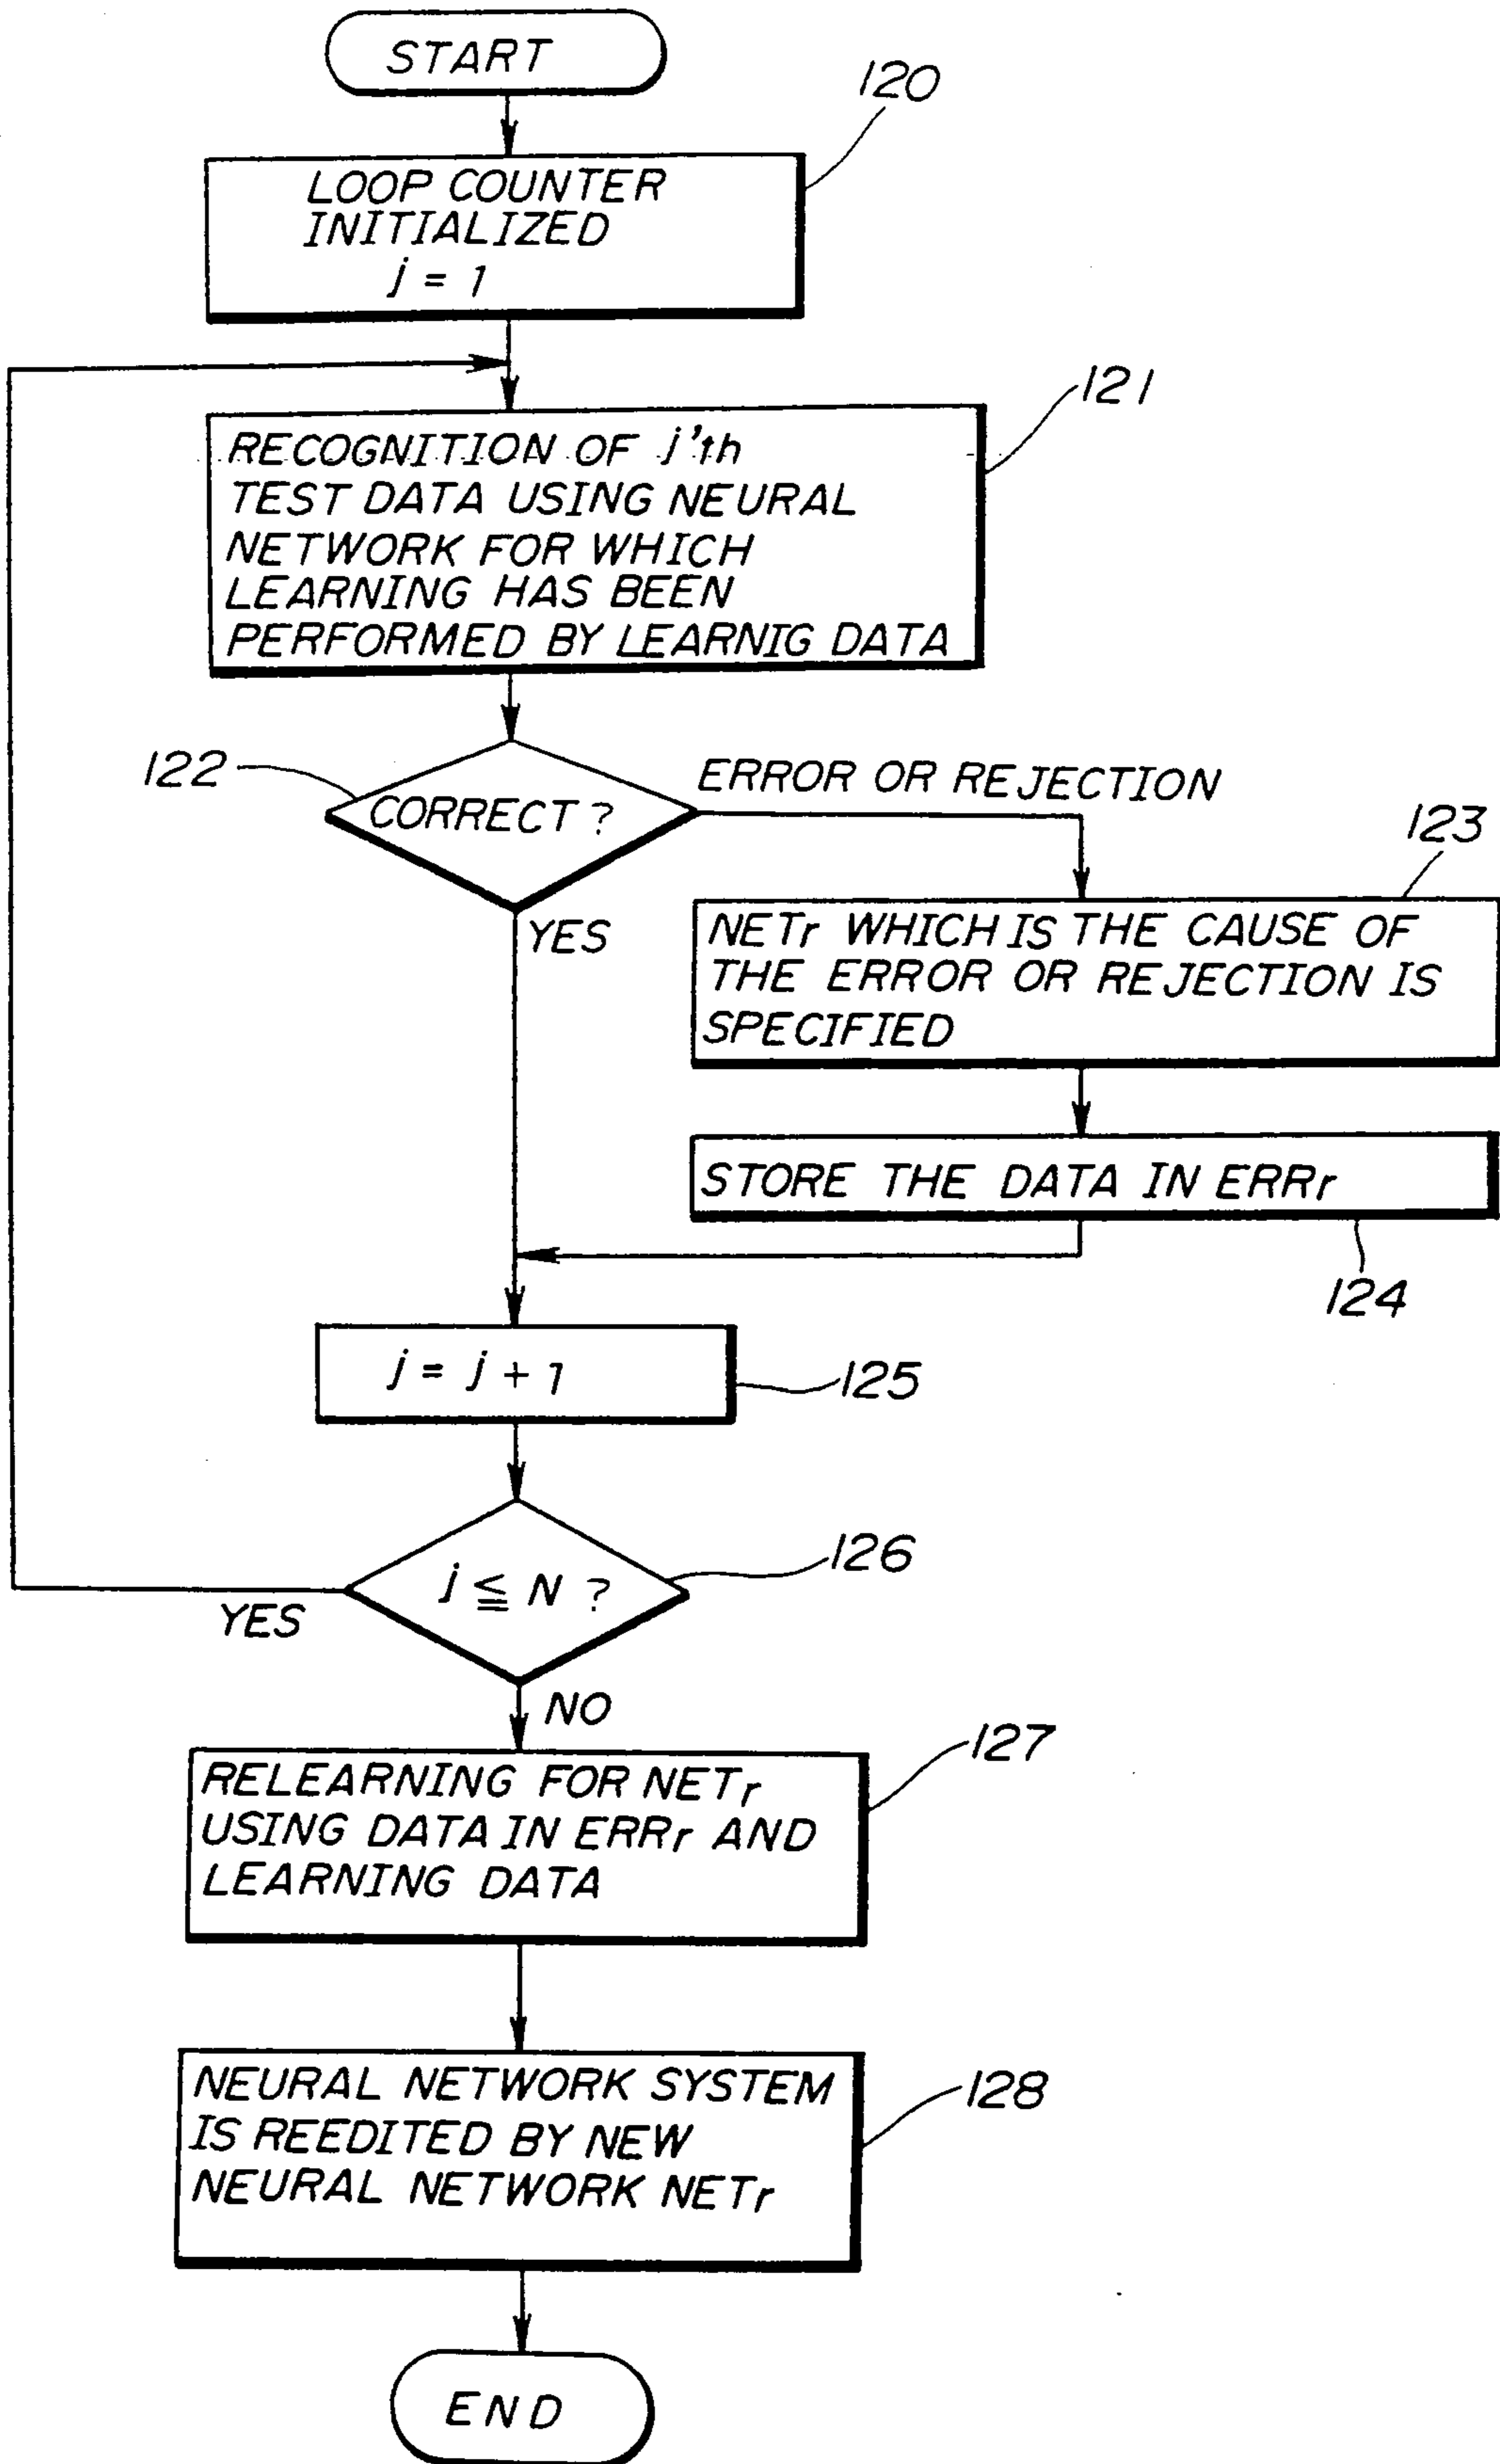 START
120
LOOP COUNTER
INITIALIZED
j = 1
121
RECOGNITION OF j'th
TEST DATA USING NEURAL
NETWORK FOR WHICH
LEARNING HAS BEEN
PERFORMED BY LEARNIG DATA
122
CORRECT ?
ERROR OR REJECTION
YES
123
NETr WHICH IS THE CAUSE OF
THE ERROR OR REJECTION IS
SPECIFIED
STORE THE DATA IN ERRr
124
j = j + 1
125
j ≦ N ?
126
YES
NO
127
RELEARNING FOR NETr
USING DATA IN ERRr AND
LEARNING DATA
128
NEURAL NETWORK SYSTEM
IS REEDITED BY NEW
NEURAL NETWORK NETr
END